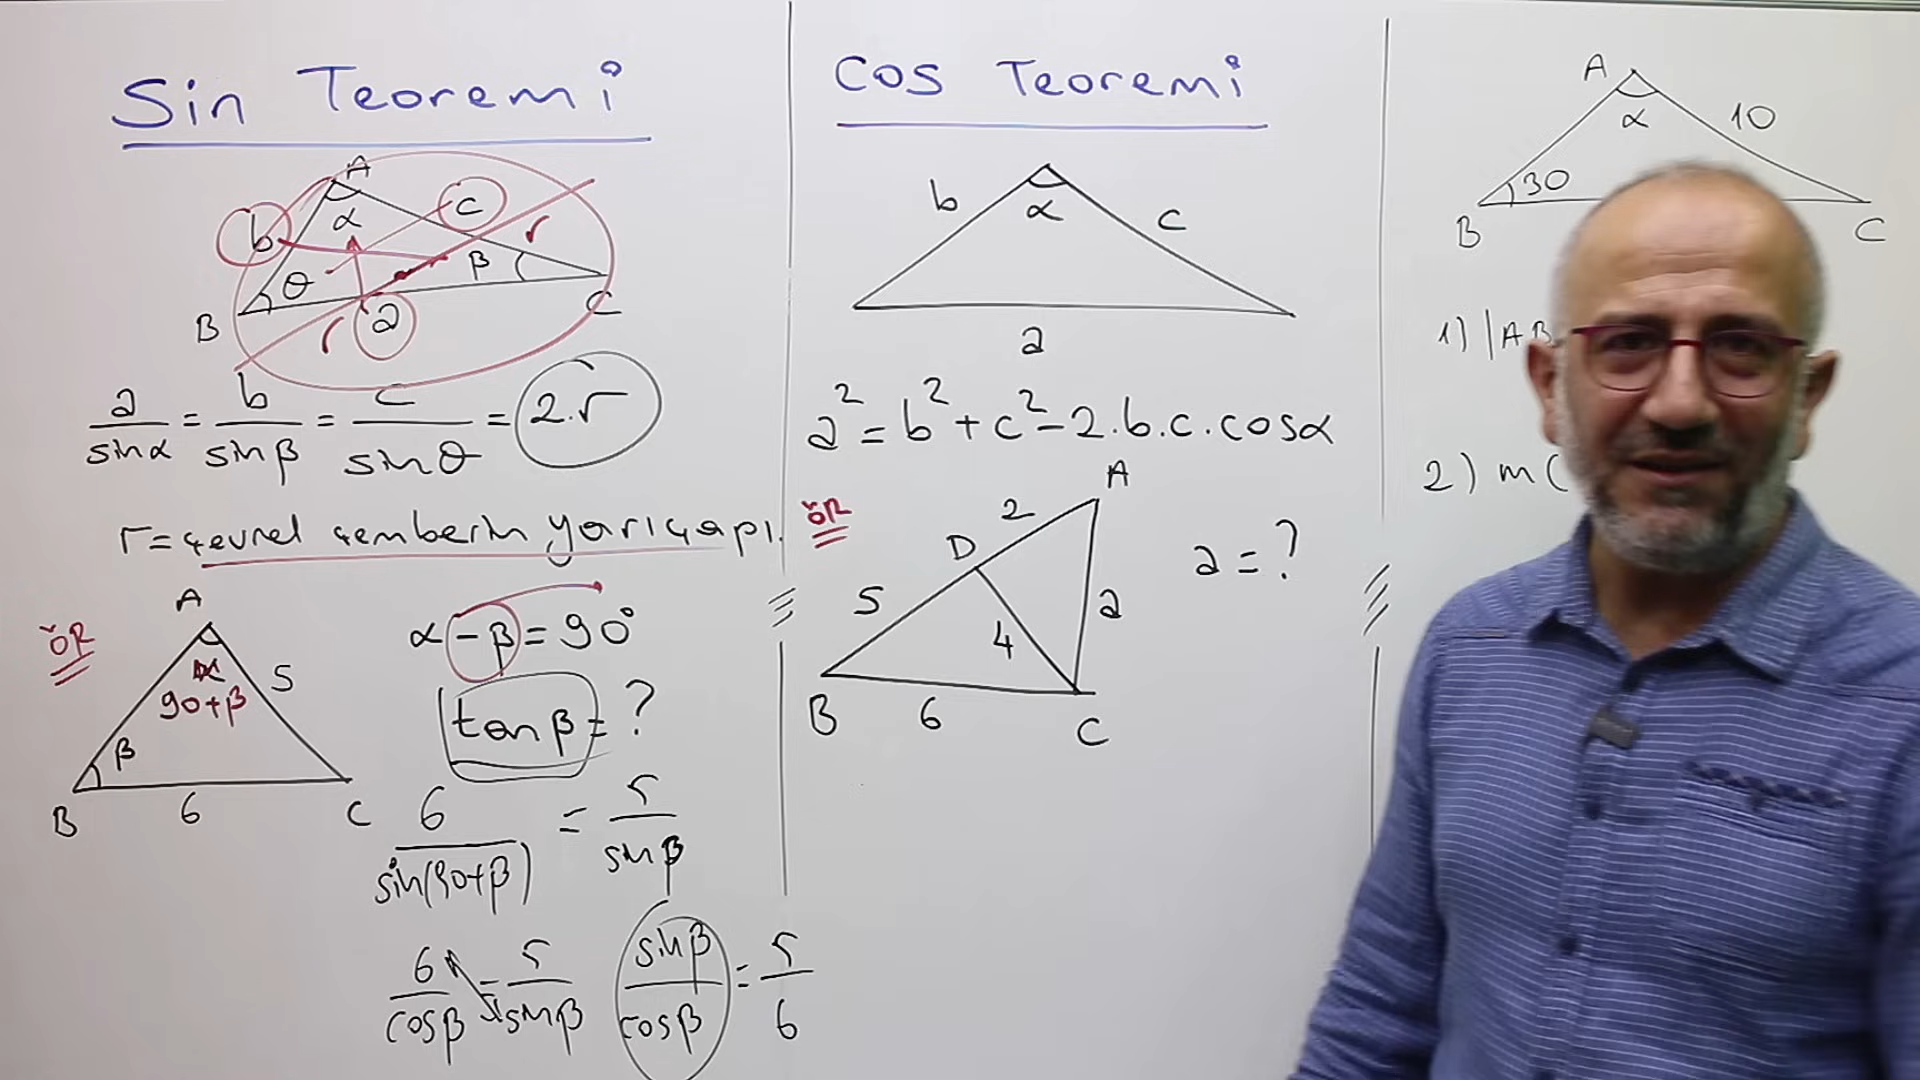 Sin Teoremi
A
b
α
c
r
θ
β
B
r
a
C
a/sinα = b/sinβ = c/sinθ = 2.r
r=çevrel çemberin yarıçapı.
ÖR
A
α
90+β
5
β
B
6
C
α-β=90°
tanβ=?
6/sin(90+β) = 5/sinβ
6/cosβ = 5/sinβ
sinβ/cosβ = 5/6
Cos Teoremi
b
α
c
a
a²=b²+c²-2.b.c.cosα
ÖR
A
2
D
5
4
a
B
6
C
a=?
A
α
10
30
B
C
1) |AB
2) m(